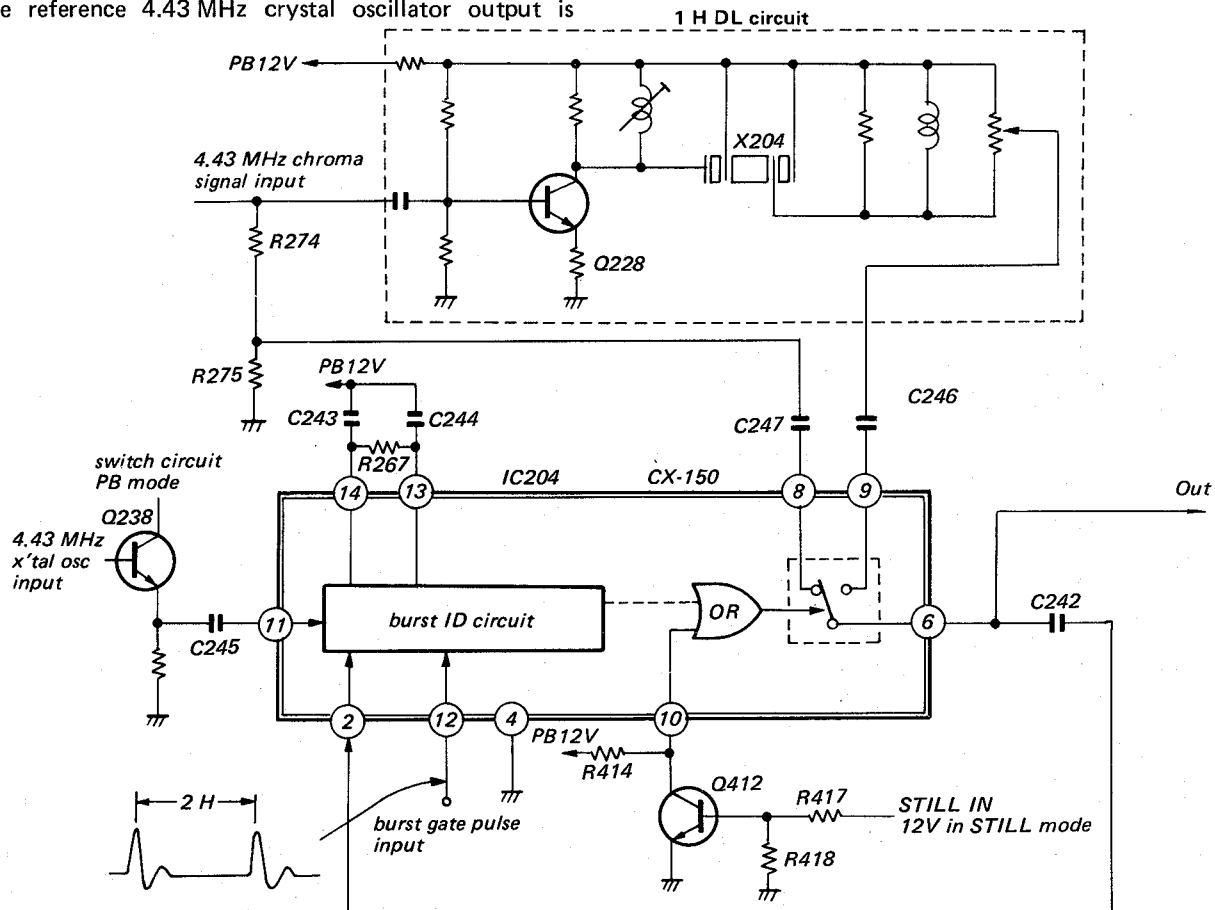 e reference 4.43 MHz crystal oscillator output is
1 H DL circuit
PB12V
X204
4.43 MHz chroma
signal input
R274
Q228
R275
PB12V
C243
C244
R267
C247
C246
switch circuit
PB mode
Q238
4.43 MHz
x'tal osc
input
C245
IC204
CX-150
14
13
8
9
Out
burst ID circuit
OR
11
6
C242
2
12
4
10
PB12V
R414
Q412
R417
STILL IN
12V in STILL mode
R418
2 H
burst gate pulse
input